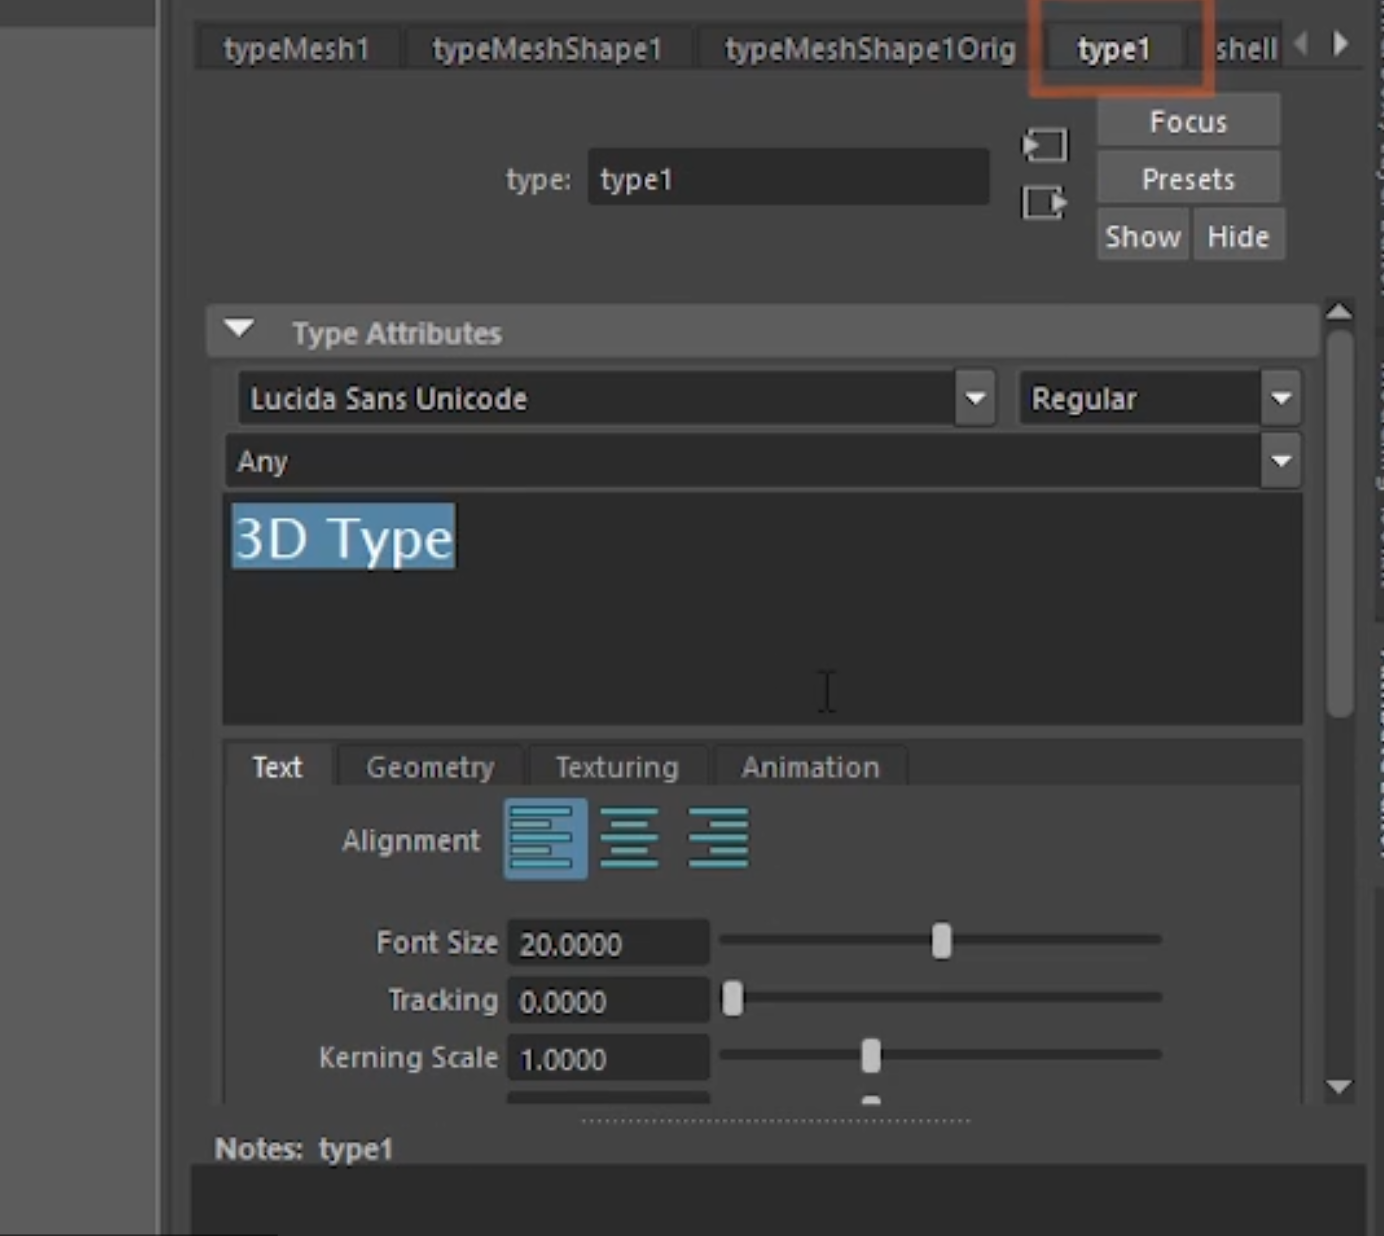 typeMesh1 typeMeshShape1 typeMeshShape1Orig type1 shell
Focus
type: type1
Presets
Show Hide
Type Attributes
Lucida Sans Unicode Regular
Any
3D Type
Text Geometry Texturing Animation
Alignment
Font Size 20.0000
Tracking 0.0000
Kerning Scale 1.0000
Notes: type1